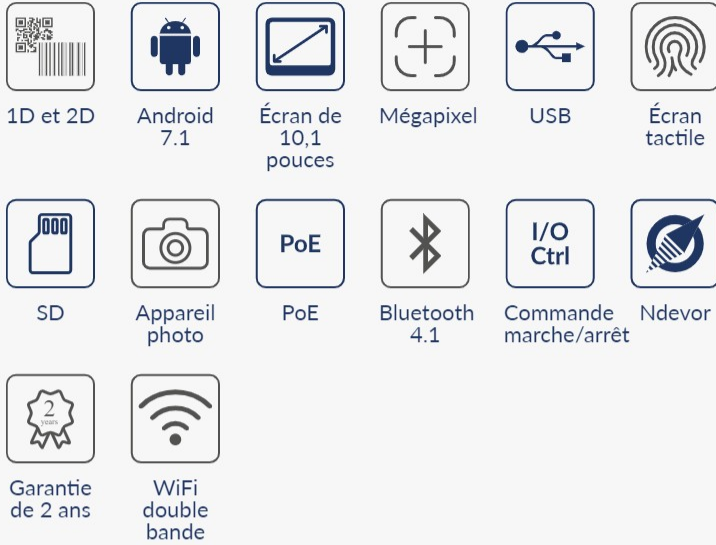 1D et 2D
Android
7.1
Écran de
10,1
pouces
Mégapixel
USB
Écran
tactile
SD
Appareil
photo
PoE
PoE
Bluetooth
4.1
I/O
Ctrl
Commande
marche/arrêt
Ndevor
2
years
Garantie
de 2 ans
WiFi
double
bande